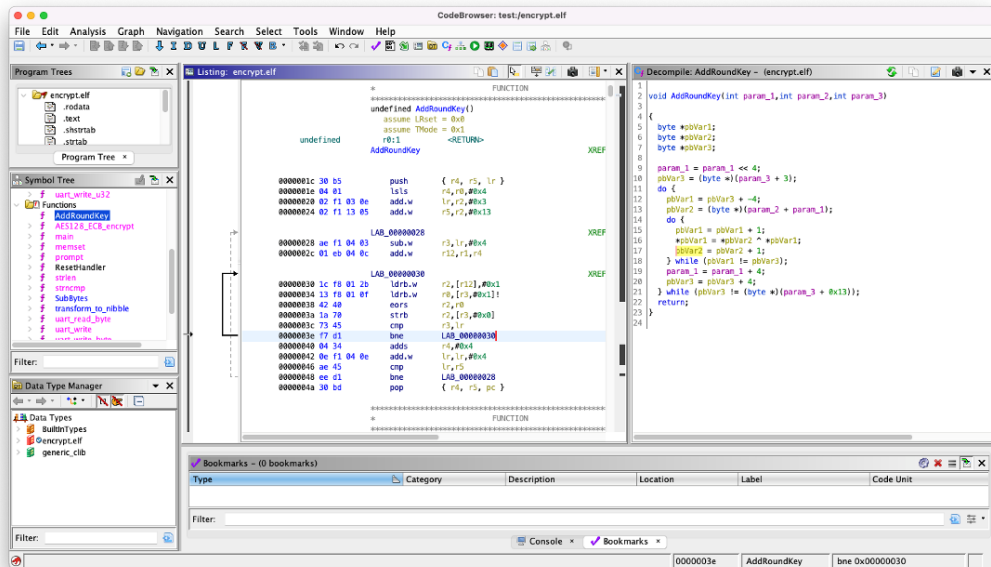 CodeBrowser: test:/encrypt.elf
File Edit Analysis Graph Navigation Search Select Tools Window Help
I D U L F B
Program Trees
encrypt.elf
.rodata
.text
.shstrtab
.strtab
Program Tree ×
Symbol Tree
f uart_write_u32
Functions
f AddRoundKey
f AES128_ECB_encrypt
f main
f memset
f prompt
f ResetHandler
f strlen
f strncmp
f SubBytes
f transform_to_nibble
f uart_read_byte
f uart_write
f uart_write_byte
Filter:
Data Type Manager
Data Types
BuiltInTypes
encrypt.elf
generic_clib
Filter:
Listing: encrypt.elf
* FUNCTION
undefined AddRoundKey()
assume LRset = 0x0
assume TMode = 0x1
undefined r0:1 <RETURN>
AddRoundKey XREF
0000001c 30 b5 push { r4, r5, lr }
0000001e 04 01 lsls r4,r0,#0x4
00000020 02 f1 03 0e add.w lr,r2,#0x3
00000024 02 f1 13 05 add.w r5,r2,#0x13
LAB_00000028 XREF
00000028 ae f1 04 03 sub.w r3,lr,#0x4
0000002c 01 eb 04 0c add.w r12,r1,r4
LAB_00000030 XREF
00000030 1c f8 01 2b ldrb.w r2,[r12],#0x1
00000034 13 f8 01 0f ldrb.w r0,[r3,#0x1]!
00000038 42 40 eors r2,r0
0000003a 1a 70 strb r2,[r3,#0x0]
0000003c 73 45 cmp r3,lr
0000003e f7 d1 bne LAB_00000030
00000040 04 34 adds r4,#0x4
00000042 0e f1 04 0e add.w lr,lr,#0x4
00000046 ae 45 cmp lr,r5
00000048 ee d1 bne LAB_00000028
0000004a 30 bd pop { r4, r5, pc }
* FUNCTION
Decompile: AddRoundKey - (encrypt.elf)
1
2 void AddRoundKey(int param_1,int param_2,int param_3)
3
4 {
5 byte *pbVar1;
6 byte *pbVar2;
7 byte *pbVar3;
8
9 param_1 = param_1 << 4;
10 pbVar3 = (byte *)(param_3 + 3);
11 do {
12 pbVar1 = pbVar3 + -4;
13 pbVar2 = (byte *)(param_2 + param_1);
14 do {
15 pbVar1 = pbVar1 + 1;
16 *pbVar1 = *pbVar2 ^ *pbVar1;
17 pbVar2 = pbVar2 + 1;
18 } while (pbVar1 != pbVar3);
19 param_1 = param_1 + 4;
20 pbVar3 = pbVar3 + 4;
21 } while (pbVar3 != (byte *)(param_3 + 0x13));
22 return;
23 }
24
Bookmarks - (0 bookmarks)
Type Category Description Location Label Code Unit
Filter:
Console × Bookmarks ×
0000003e AddRoundKey bne 0x00000030